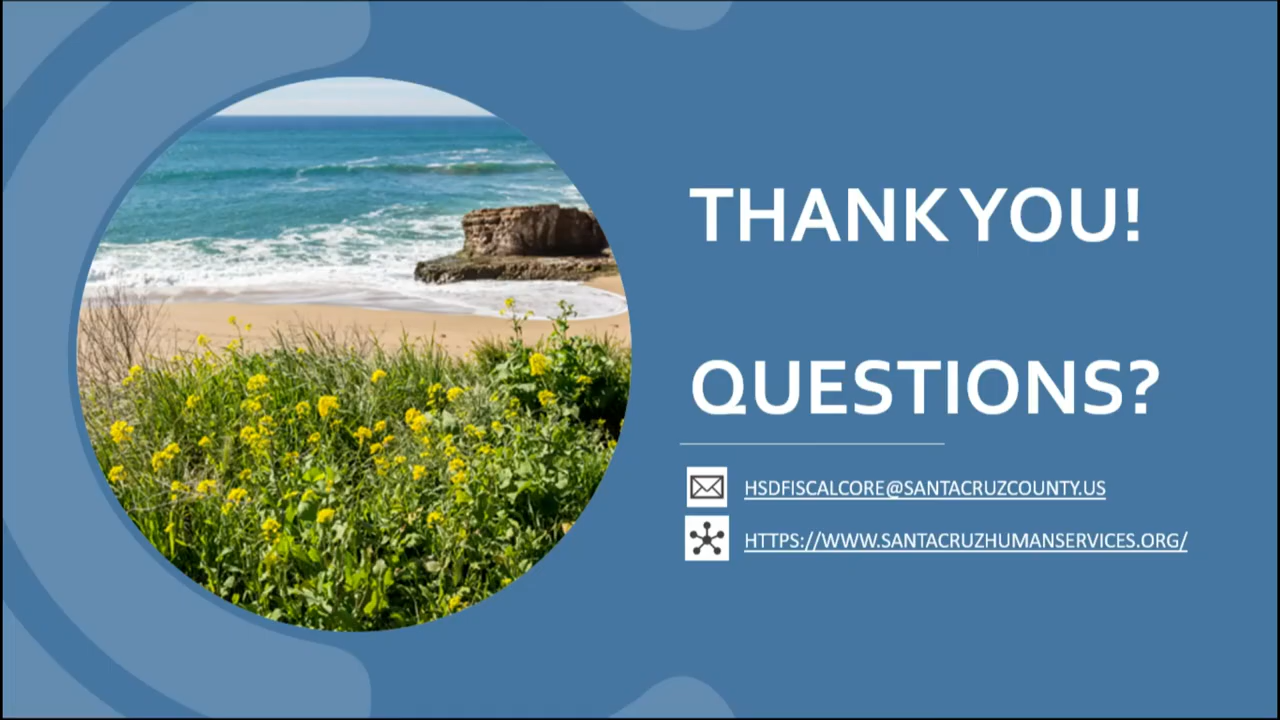 THANK YOU!
QUESTIONS?
HSDFISCALCORE@SANTACRUZCOUNTY.US
HTTPS://WWW.SANTACRUZHUMANSERVICES.ORG/